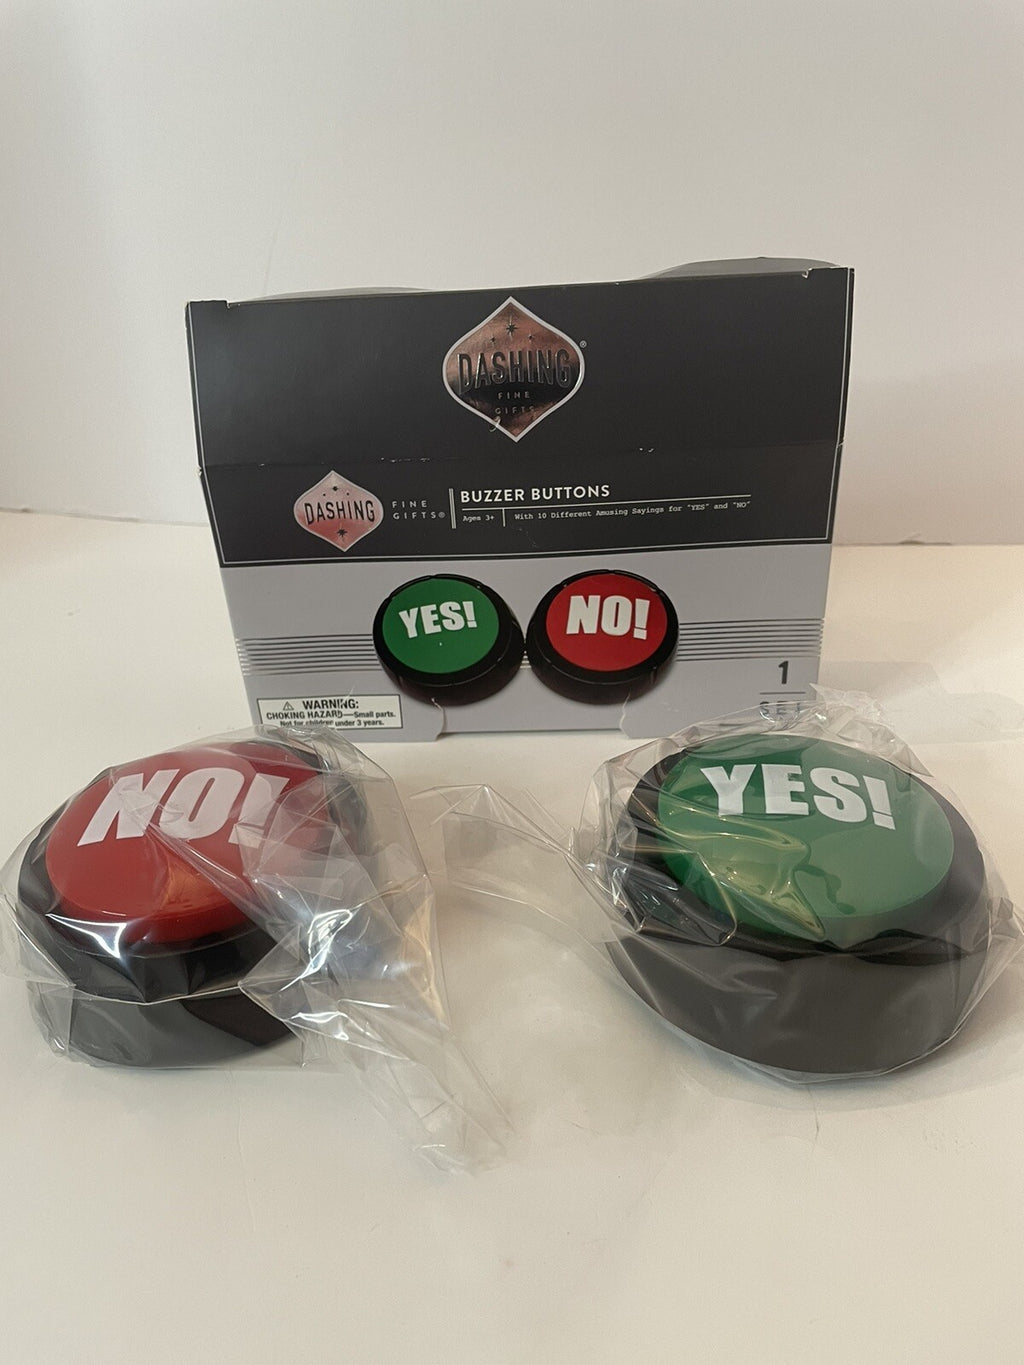 DASHING®
FINE
GIFTS
DASHING
FINE
GIFTS®
BUZZER BUTTONS
Ages 3+
With 10 Different Amusing Sayings for "YES" and "NO"
YES!
NO!
1
SET
⚠ WARNING:
CHOKING HAZARD—Small parts.
Not for children under 3 years.
NO!
YES!